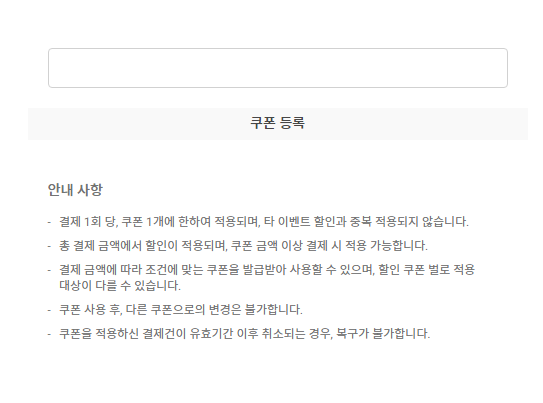 쿠폰 등록
안내 사항
- 결제 1회 당, 쿠폰 1개에 한하여 적용되며, 타 이벤트 할인과 중복 적용되지 않습니다.
- 총 결제 금액에서 할인이 적용되며, 쿠폰 금액 이상 결제 시 적용 가능합니다.
- 결제 금액에 따라 조건에 맞는 쿠폰을 발급받아 사용할 수 있으며, 할인 쿠폰 별로 적용
대상이 다를 수 있습니다.
- 쿠폰 사용 후, 다른 쿠폰으로의 변경은 불가합니다.
- 쿠폰을 적용하신 결제건이 유효기간 이후 취소되는 경우, 복구가 불가합니다.